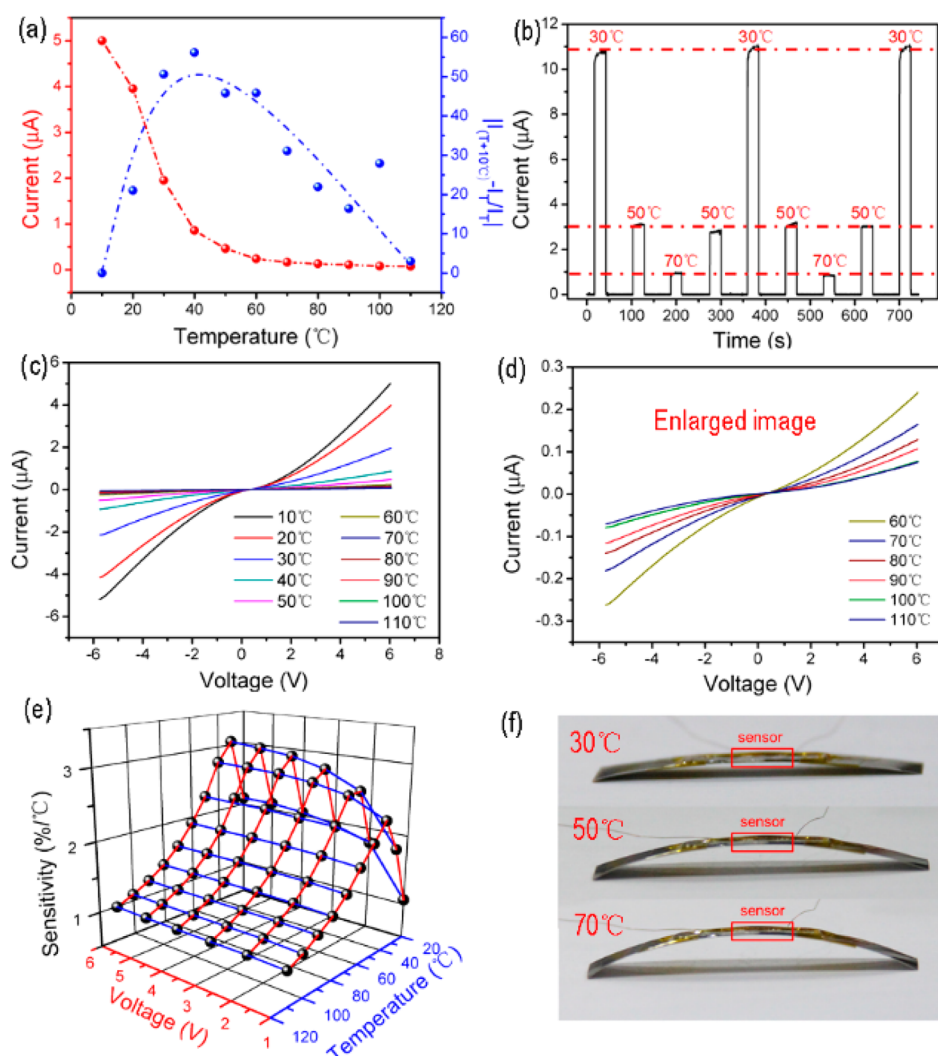 (a)
Current (μA)
5
4
3
2
1
0
0 20 40 60 80 100 120
Temperature (℃)
60
50
40
30
20
10
0
|I(T+10℃)-IT/IT|
(b)
Current (μA)
12
10
8
6
4
2
0
30℃ 30℃ 30℃
50℃ 50℃ 50℃ 50℃
70℃ 70℃
0 100 200 300 400 500 600 700
Time (s)
(c)
Current (μA)
6
4
2
0
-2
-4
-6
-6 -4 -2 0 2 4 6 8
Voltage (V)
10℃ 60℃
20℃ 70℃
30℃ 80℃
40℃ 90℃
50℃ 100℃
110℃
(d)
Enlarged image
Current (μA)
0.3
0.2
0.1
0.0
-0.1
-0.2
-0.3
-6 -4 -2 0 2 4 6
Voltage (V)
60℃
70℃
80℃
90℃
100℃
110℃
(e)
Sensitivity (%/℃)
3
2
1
6 5 4 3 2 1
Voltage (V)
20
40
60
80
100
120
Temperature (℃)
(f)
30℃
sensor
50℃
sensor
70℃
sensor